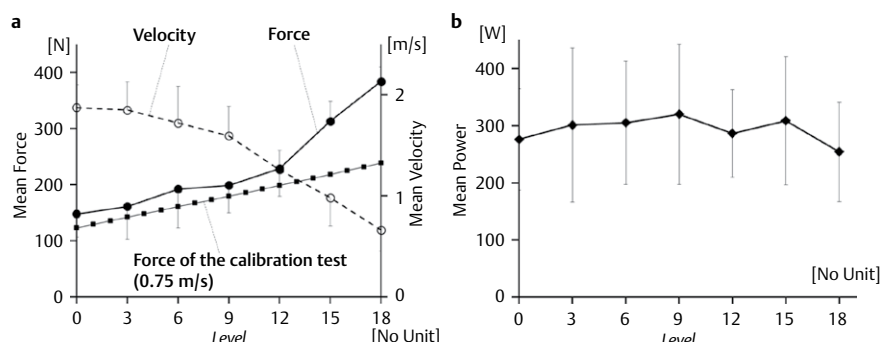 a
[N]
Velocity
Force
[m/s]
400
300
200
100
0
Mean Force
2
1
0
Mean Velocity
Force of the calibration test
(0.75 m/s)
0 3 6 9 12 15 18
Level
[No Unit]
b
[W]
400
300
200
100
0
Mean Power
[No Unit]
0 3 6 9 12 15 18
Level